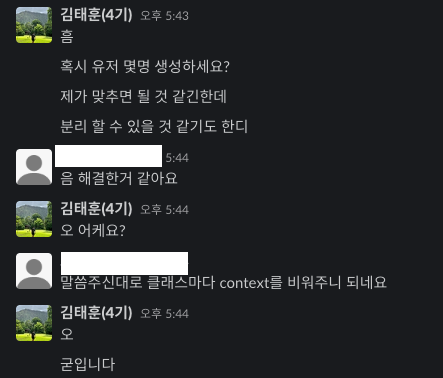 김태훈(4기) 오후 5:43
흠
혹시 유저 몇명 생성하세요?
제가 맞추면 될 것 같긴한데
분리 할 수 있을 것 같기도 한디
5:44
음 해결한거 같아요
김태훈(4기) 오후 5:44
오 어케요?
말씀주신대로 클래스마다 context를 비워주니 되네요
김태훈(4기) 오후 5:44
오
굳입니다